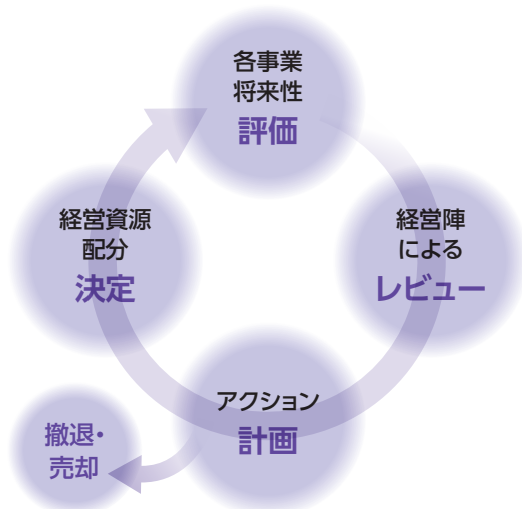 各事業
将来性
評価
経営陣
による
レビュー
アクション
計画
撤退・
売却
経営資源
配分
決定